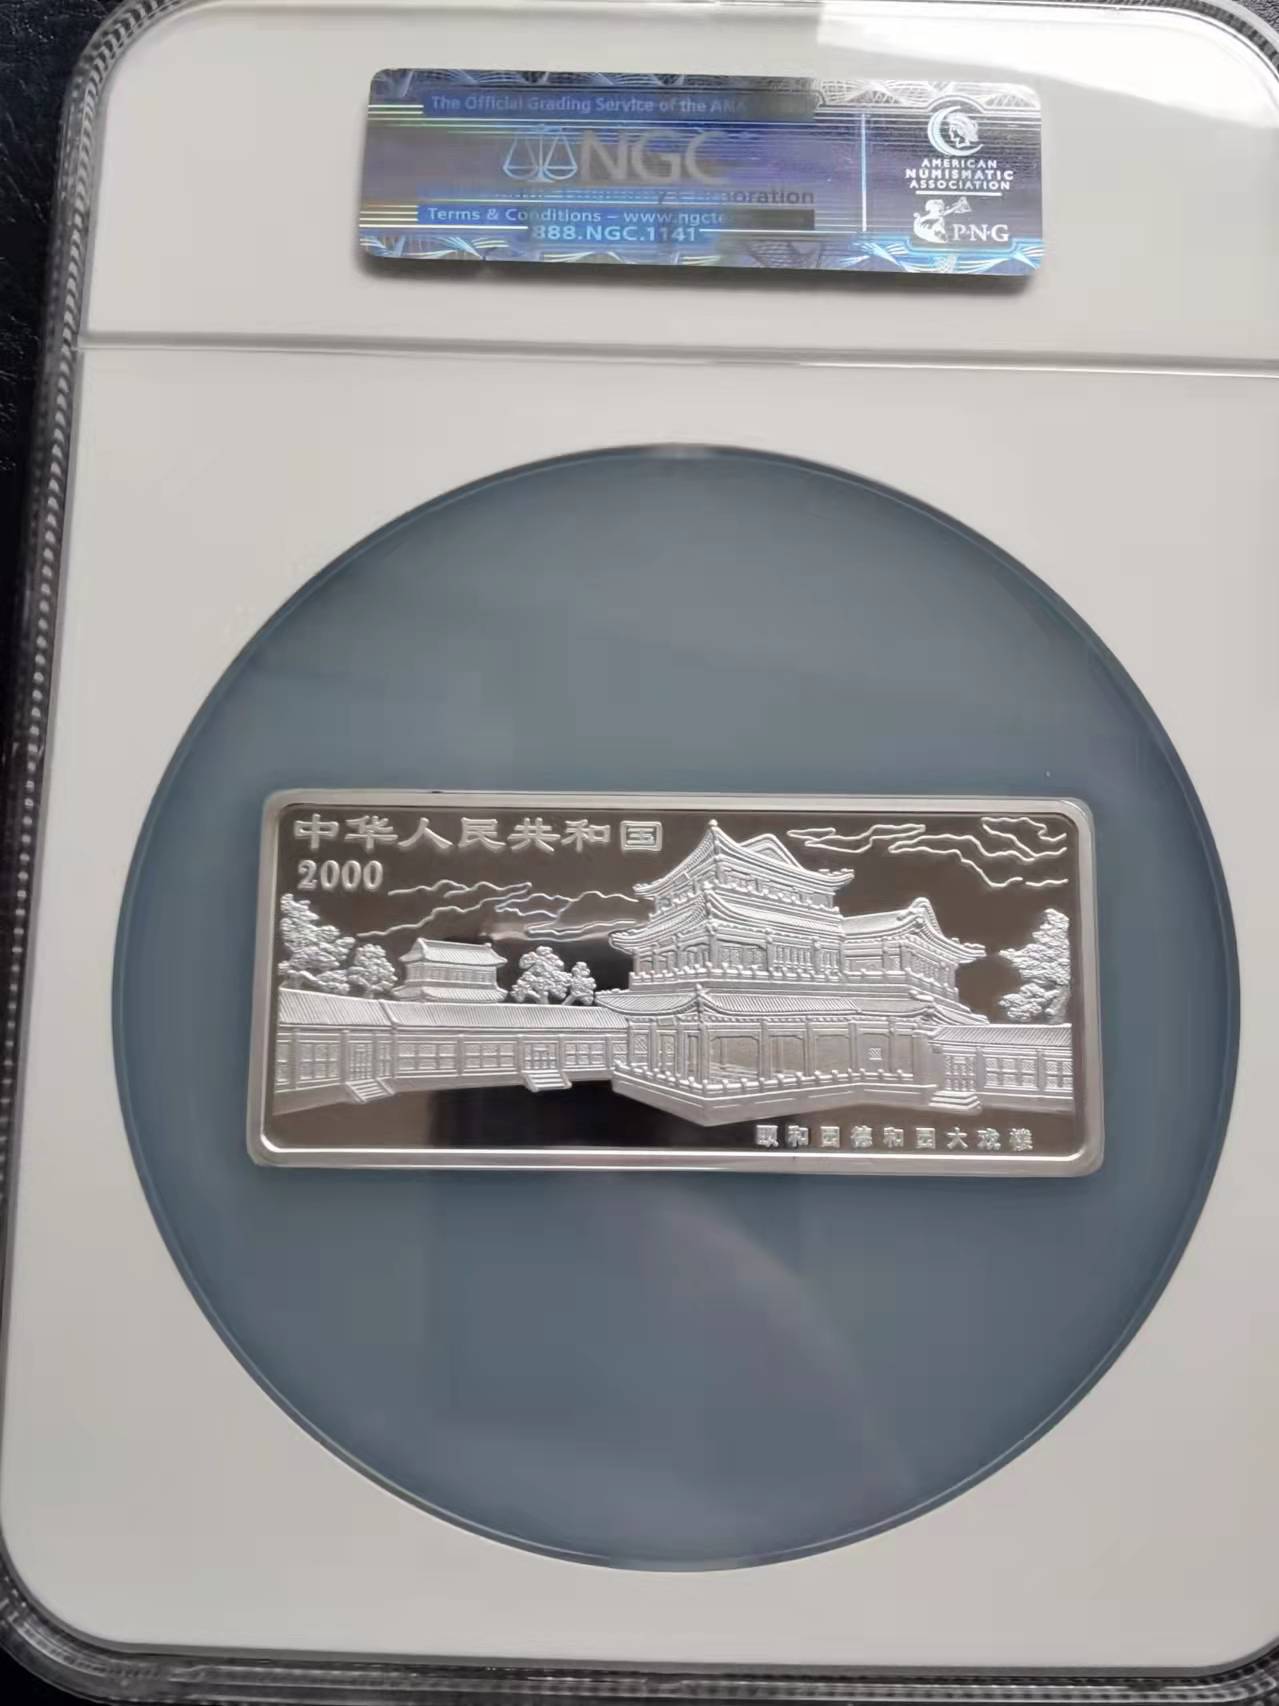 The Official Grading Service of the ANA
NGC
Terms & Conditions – www.ngc
888.NGC.1141
AMERICAN
NUMISMATIC
ASSOCIATION
PNG
中华人民共和国
2000
颐和园德和园大戏楼